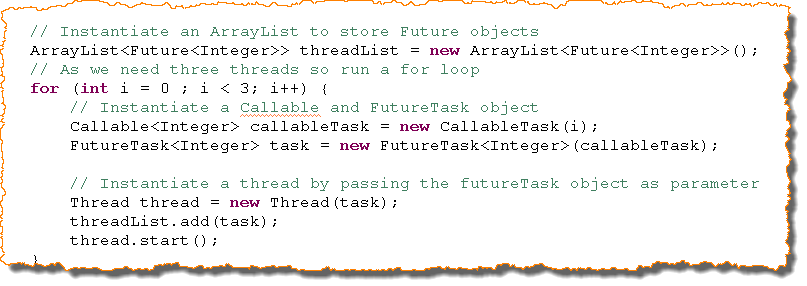 // Instantiate an ArrayList to store Future objects
ArrayList<Future<Integer>> threadList = new ArrayList<Future<Integer>>();
// As we need three threads so run a for loop
for (int i = 0 ; i < 3; i++) {
// Instantiate a Callable and FutureTask object
Callable<Integer> callableTask = new CallableTask(i);
FutureTask<Integer> task = new FutureTask<Integer>(callableTask);
// Instantiate a thread by passing the futureTask object as parameter
Thread thread = new Thread(task);
threadList.add(task);
thread.start();
}